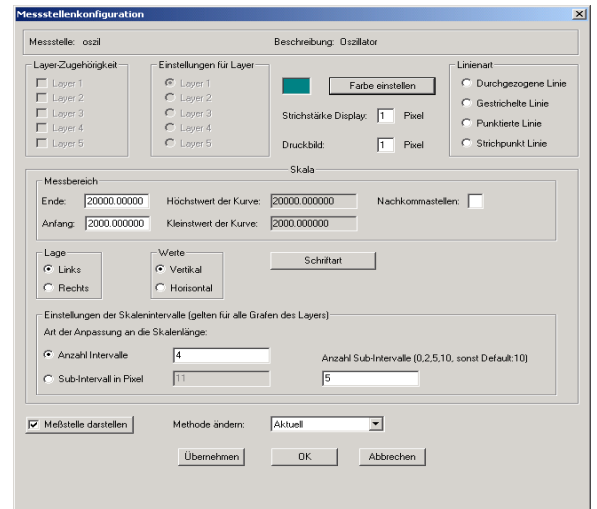 Messstellenkonfiguration
Messstelle: oszil Beschreibung: Oszillator
Layer-Zugehörigkeit
Layer 1
Layer 2
Layer 3
Layer 4
Layer 5
Einstellungen für Layer
Layer 1
Layer 2
Layer 3
Layer 4
Layer 5
Farbe einstellen
Strichstärke Display: 1 Pixel
Druckbild: 1 Pixel
Linienart
Durchgezogene Linie
Gestrichelte Linie
Punktierte Linie
Strichpunkt Linie
Skala
Messbereich
Ende: 20000.00000 Höchstwert der Kurve: 20000.000000 Nachkommastellen:
Anfang: 2000.000000 Kleinstwert der Kurve: 2000.000000
Lage
Links
Rechts
Werte
Vertikal
Horisontal
Schriftart
Einstellungen der Skalenintervalle (gelten für alle Grafen des Layers)
Art der Anpassung an die Skalenlänge:
Anzahl Intervalle 4 Anzahl Sub-Intervalle (0,2,5,10, sonst Default:10)
Sub-Intervall in Pixel 11 5
Meßstelle darstellen Methode ändern: Aktuell
Übernehmen OK Abbrechen